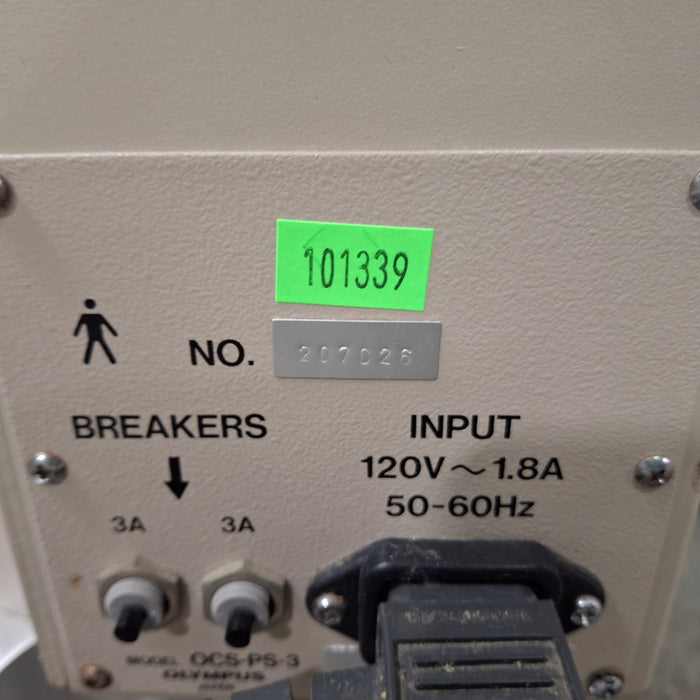 101339
NO. 207026
BREAKERS
3A 3A
INPUT
120V~1.8A
50-60Hz
MODEL OCS-PS-3
OLYMPUS